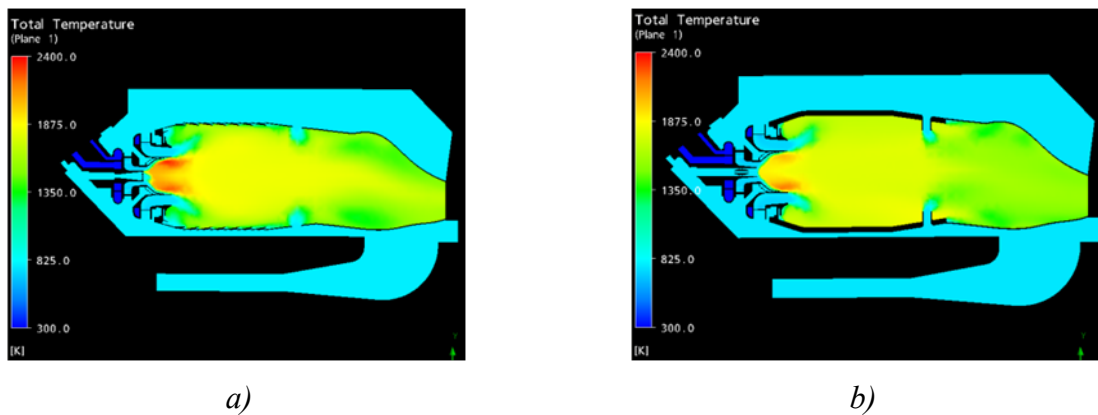 Total Temperature
(Plane 1)
2400.0
1875.0
1350.0
825.0
300.0
[K]
Y
a)
Total Temperature
(Plane 1)
2400.0
1875.0
1350.0
825.0
300.0
[K]
Y
b)